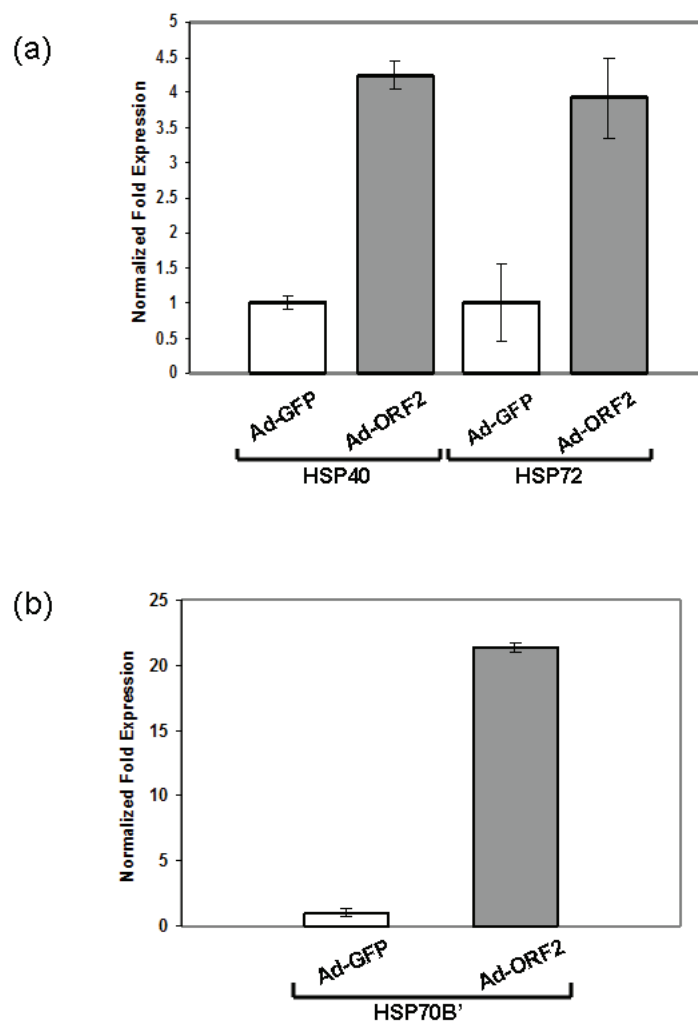 (a)
Normalized Fold Expression
5
4.5
4
3.5
3
2.5
2
1.5
1
0.5
0
Ad-GFP
Ad-ORF2
Ad-GFP
Ad-ORF2
HSP40
HSP72
(b)
Normalized Fold Expression
25
20
15
10
5
0
Ad-GFP
Ad-ORF2
HSP70B'